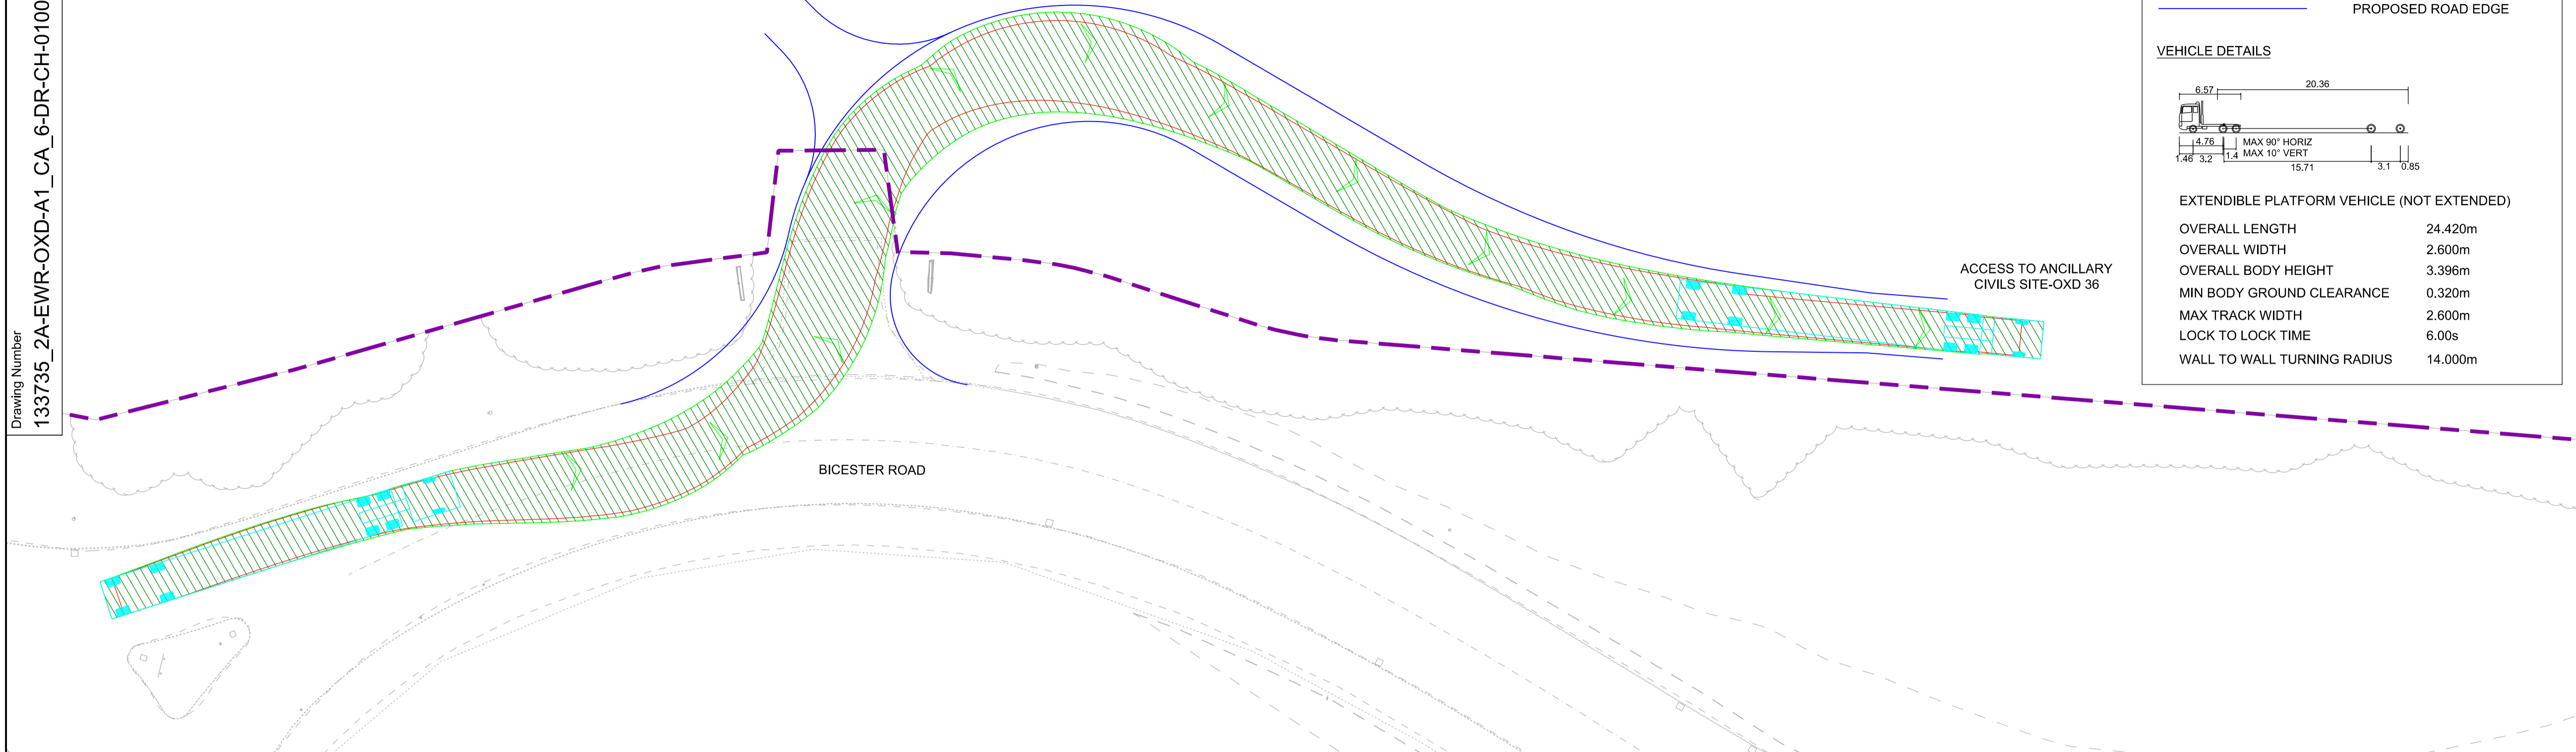 Drawing Number
1337735_2A-EWR-OXD-A1_CA_6-DR-CH-0100
BICESTER ROAD
ACCESS TO ANCILLARY
CIVILS SITE-OXD 36
PROPOSED ROAD EDGE
VEHICLE DETAILS
6.57
20.36
4.76
MAX 90° HORIZ
MAX 10° VERT
1.46
3.2
1.4
15.71
3.1
0.85
EXTENDIBLE PLATFORM VEHICLE (NOT EXTENDED)
OVERALL LENGTH 24.420m
OVERALL WIDTH 2.600m
OVERALL BODY HEIGHT 3.396m
MIN BODY GROUND CLEARANCE 0.320m
MAX TRACK WIDTH 2.600m
LOCK TO LOCK TIME 6.00s
WALL TO WALL TURNING RADIUS 14.000m